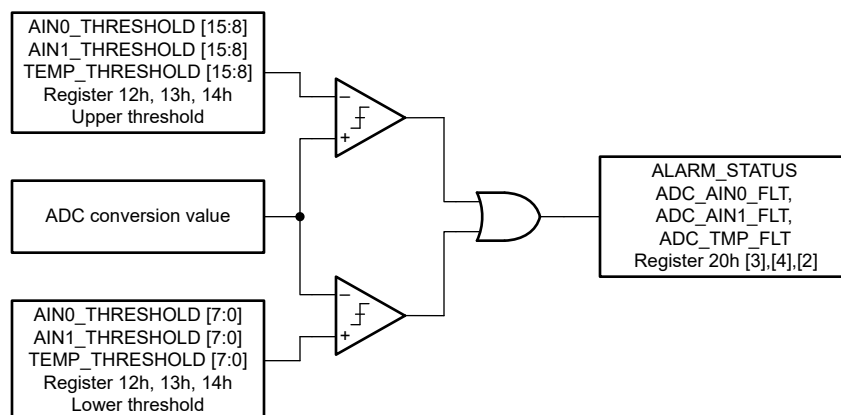 AIN0_THRESHOLD [15:8]
AIN1_THRESHOLD [15:8]
TEMP_THRESHOLD [15:8]
Register 12h, 13h, 14h
Upper threshold
−
+
ADC conversion value
ALARM_STATUS
ADC_AIN0_FLT,
ADC_AIN1_FLT,
ADC_TMP_FLT
Register 20h [3],[4],[2]
−
+
AIN0_THRESHOLD [7:0]
AIN1_THRESHOLD [7:0]
TEMP_THRESHOLD [7:0]
Register 12h, 13h, 14h
Lower threshold